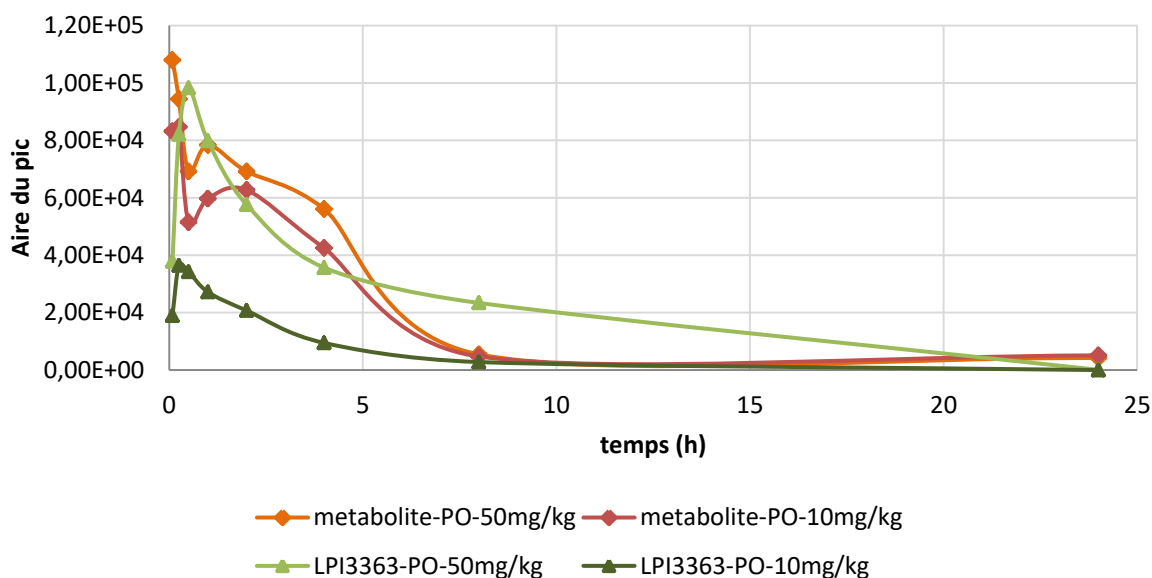 1,20E+05
1,00E+05
8,00E+04
6,00E+04
4,00E+04
2,00E+04
0,00E+00
Aire du pic
0 5 10 15 20 25
temps (h)
metabolite-PO-50mg/kg metabolite-PO-10mg/kg
LPI3363-PO-50mg/kg LPI3363-PO-10mg/kg